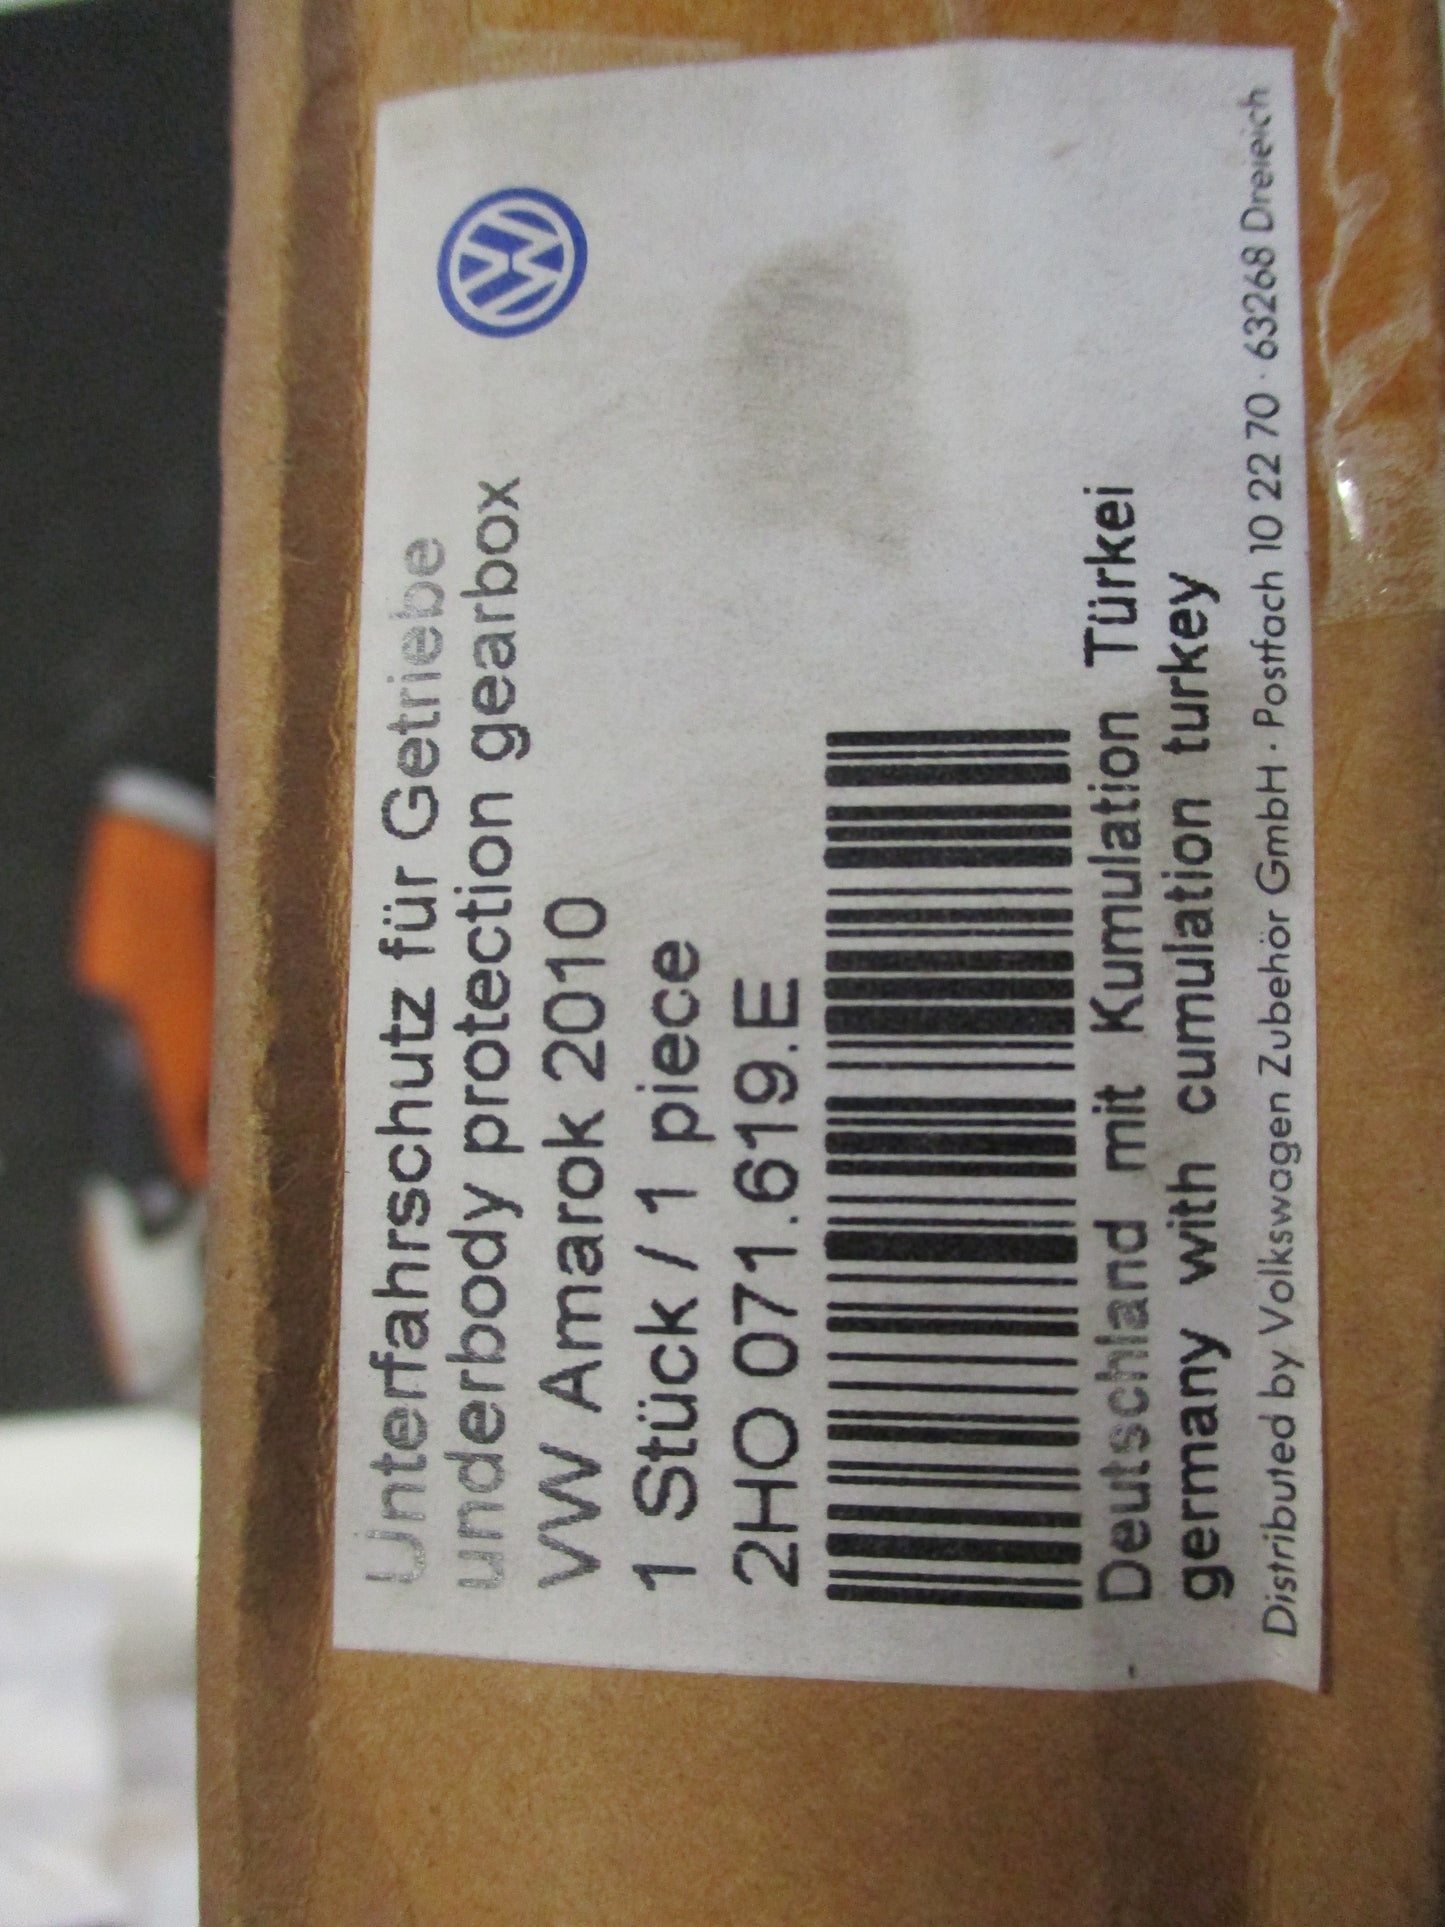 Unterfahrschutz für Getriebe
underbody protection gearbox
VW Amarok 2010
1 Stück / 1 piece
2HO 071.619.E
Deutschland mit Kumulation Türkei
germany with cumulation turkey
Distributed by Volkswagen Zubehör GmbH · Postfach 10 22 70 · 63268 Dreieich